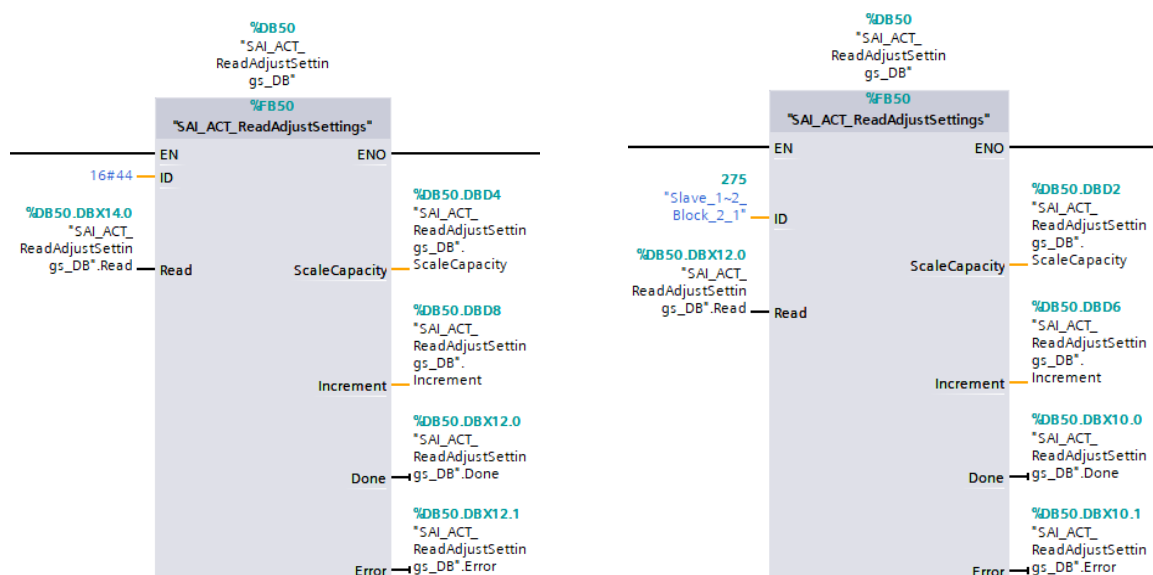 %DB50
"SAI_ACT_
ReadAdjustSettin
gs_DB"
%FB50
"SAI_ACT_ReadAdjustSettings"
EN
ENO
16#44
ID
%DB50.DBX14.0
"SAI_ACT_
ReadAdjustSettin
gs_DB".Read
Read
%DB50.DBD4
"SAI_ACT_
ReadAdjustSettin
gs_DB".
ScaleCapacity
ScaleCapacity
%DB50.DBD8
"SAI_ACT_
ReadAdjustSettin
gs_DB".
Increment
Increment
%DB50.DBX12.0
"SAI_ACT_
ReadAdjustSettin
gs_DB".Done
Done
%DB50.DBX12.1
"SAI_ACT_
ReadAdjustSettin
gs_DB".Error
Error
%DB50
"SAI_ACT_
ReadAdjustSettin
gs_DB"
%FB50
"SAI_ACT_ReadAdjustSettings"
EN
ENO
275
"Slave_1~2_
Block_2_1"
ID
%DB50.DBX12.0
"SAI_ACT_
ReadAdjustSettin
gs_DB".Read
Read
%DB50.DBD2
"SAI_ACT_
ReadAdjustSettin
gs_DB".
ScaleCapacity
ScaleCapacity
%DB50.DBD6
"SAI_ACT_
ReadAdjustSettin
gs_DB".
Increment
Increment
%DB50.DBX10.0
"SAI_ACT_
ReadAdjustSettin
gs_DB".Done
Done
%DB50.DBX10.1
"SAI_ACT_
ReadAdjustSettin
gs_DB".Error
Error